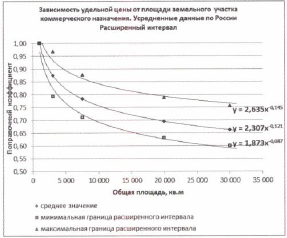 Зависимость удельной цены от площади земельного участка
коммерческого назначения. Усредненные данные по России
Расширенный интервал
Поправочный коэффициент
1,00
0,95
0,90
0,85
0,80
0,75
0,70
0,65
0,60
0,55
0,50
y = 2,635x^-0,145
y = 2,307x^-0,121
y = 1,873x^-0,087
0
5 000
10 000
15 000
20 000
25 000
30 000
35 000
Общая площадь, кв.м
среднее значение
минимальная граница расширенного интервала
максимальная граница расширенного интервала